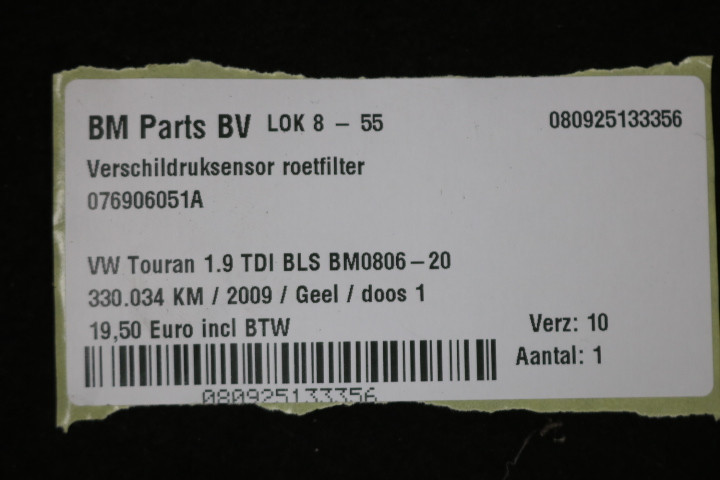 BM Parts BV LOK 8 - 55 080925133356
Verschildruksensor roetfilter
076906051A
VW Touran 1.9 TDI BLS BM0806-20
330.034 KM / 2009 / Geel / doos 1
19,50 Euro incl BTW Verz: 10
Aantal: 1
080925133356